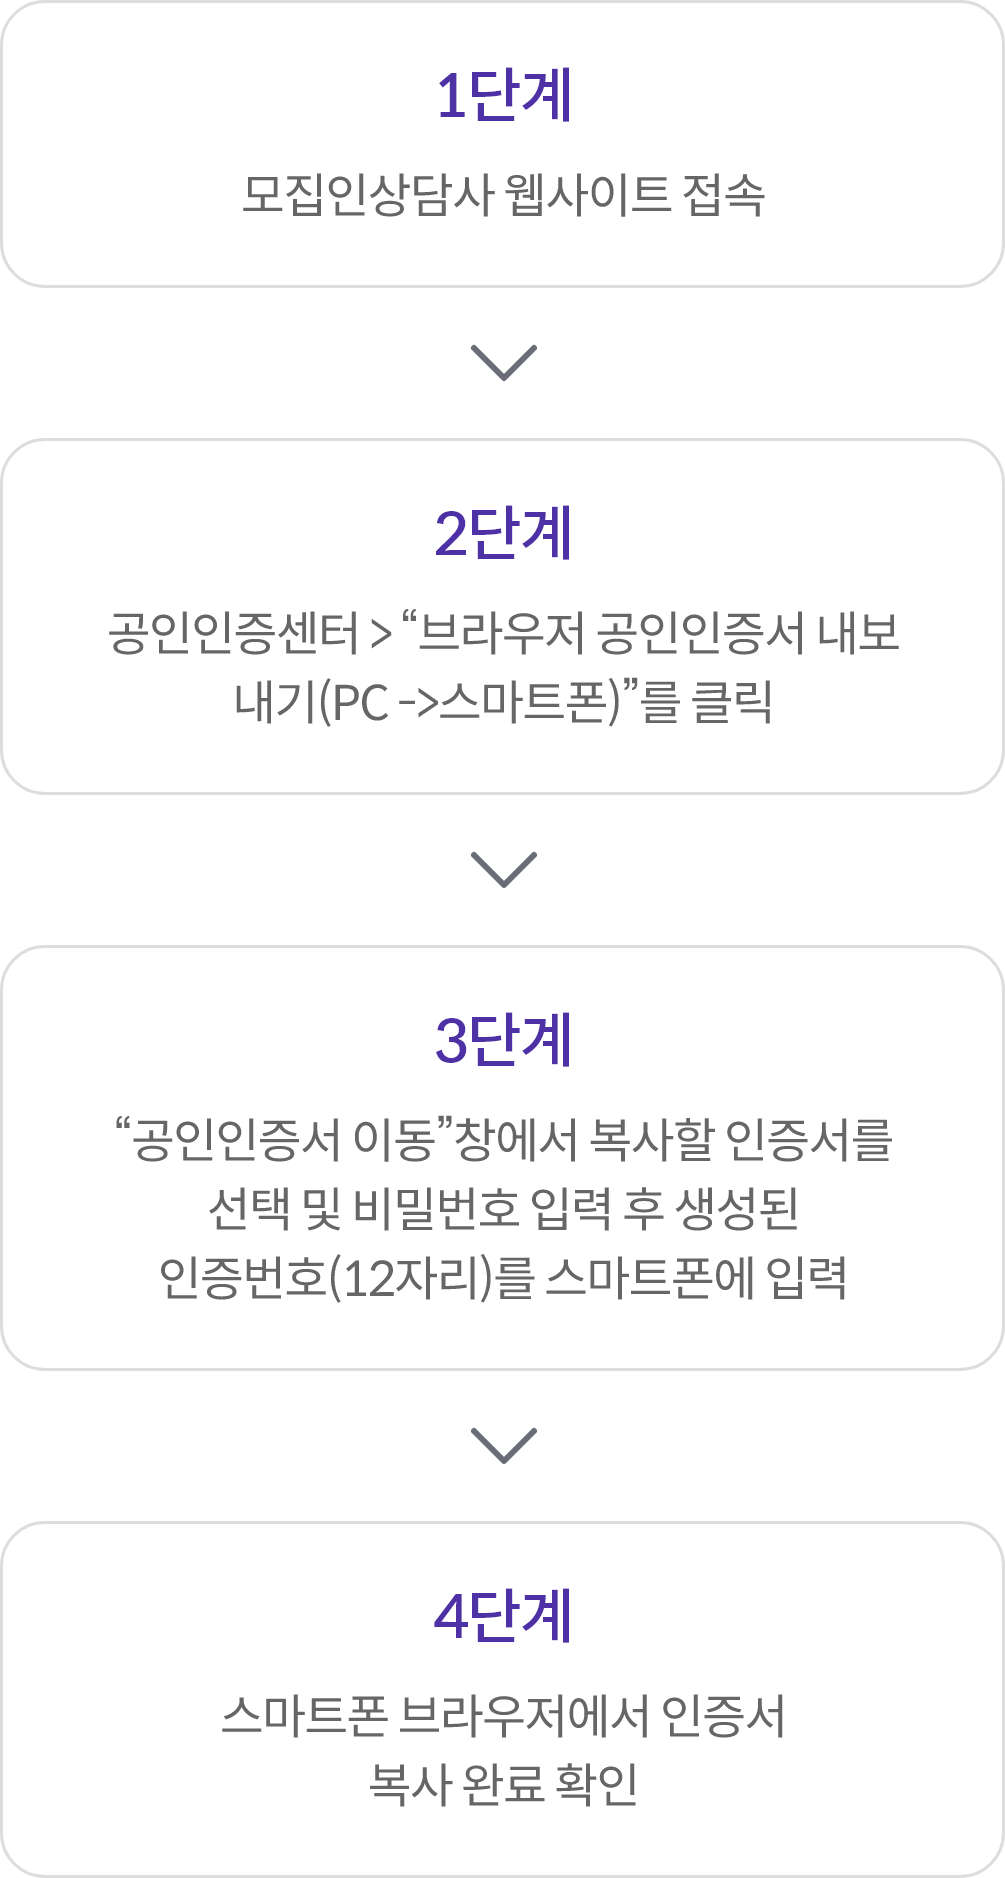 1단계
모집인상담사 웹사이트 접속
2단계
공인인증센터 > “브라우저 공인인증서 내보
내기(PC ->스마트폰)”를 클릭
3단계
“공인인증서 이동”창에서 복사할 인증서를
선택 및 비밀번호 입력 후 생성된
인증번호(12자리)를 스마트폰에 입력
4단계
스마트폰 브라우저에서 인증서
복사 완료 확인